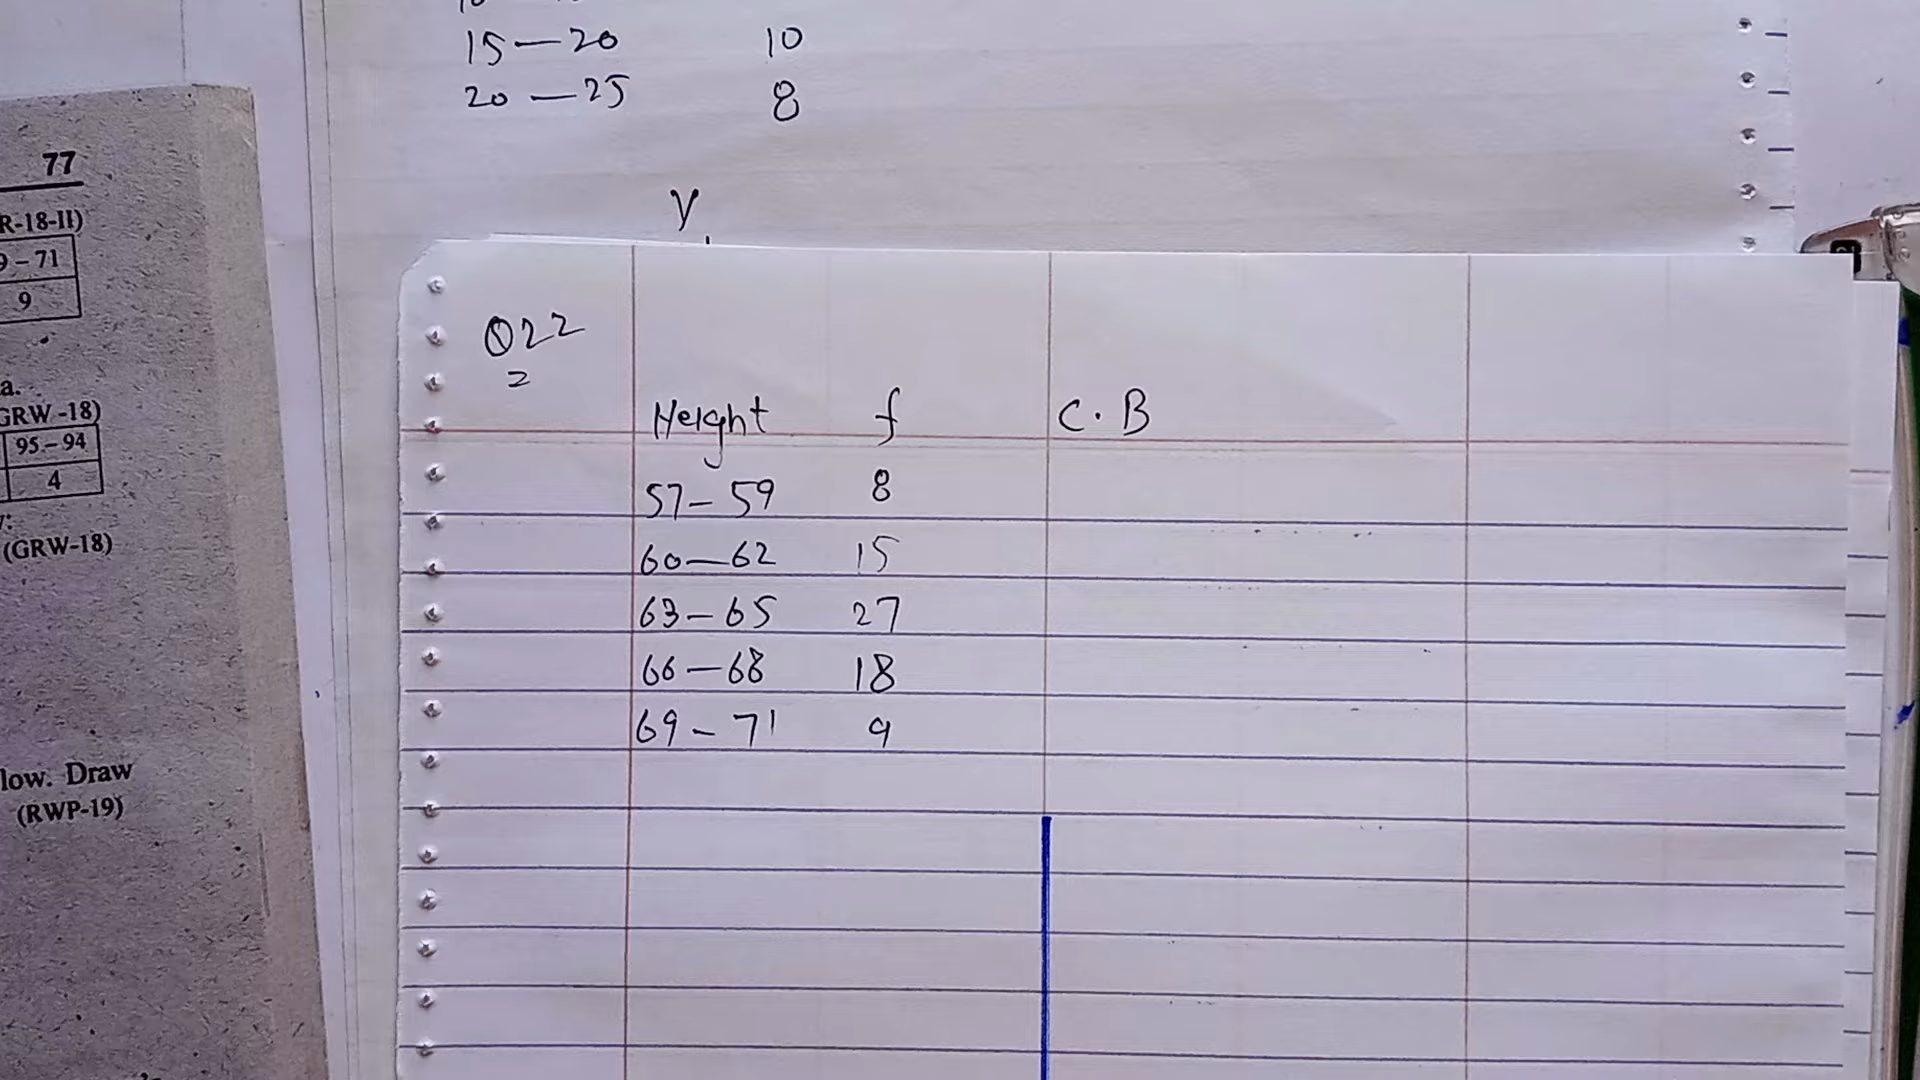 15 — 20 10
20 — 25 8
Y
77
R-18-II)
9 – 71
9
a.
GRW -18)
95 – 94
4
(GRW-18)
low. Draw
(RWP-19)
Q22
Height f C.B
57 – 59 8
60 — 62 15
63 – 65 27
66 – 68 18
69 – 71 9